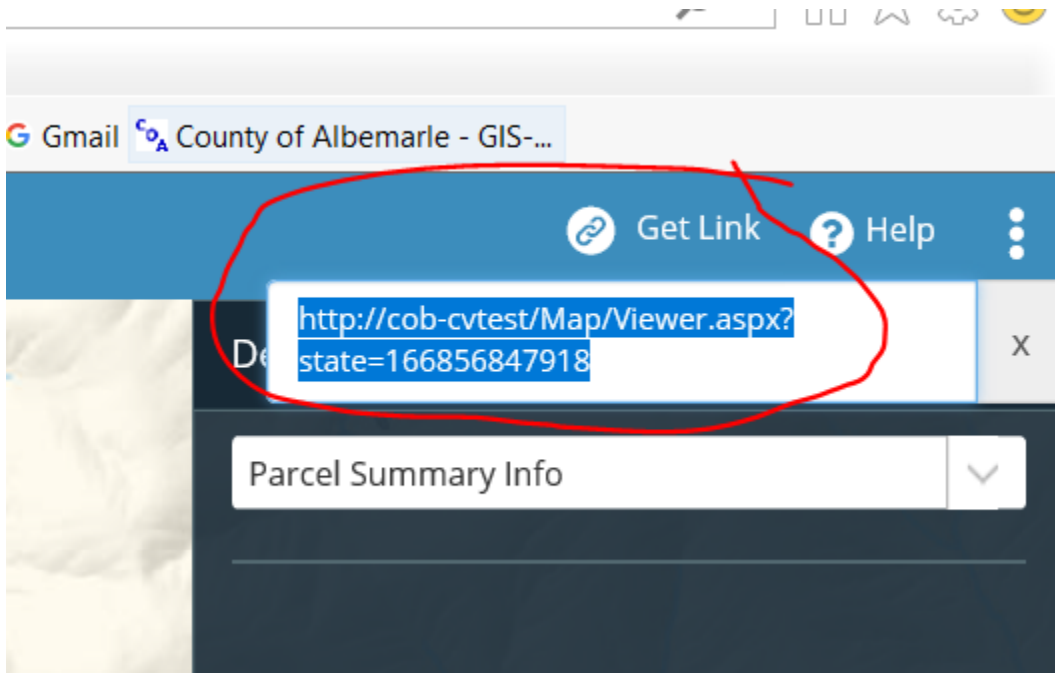 Gmail COA County of Albemarle - GIS-...
Get Link ? Help
http://cob-cvtest/Map/Viewer.aspx?
state=166856847918
x
Parcel Summary Info